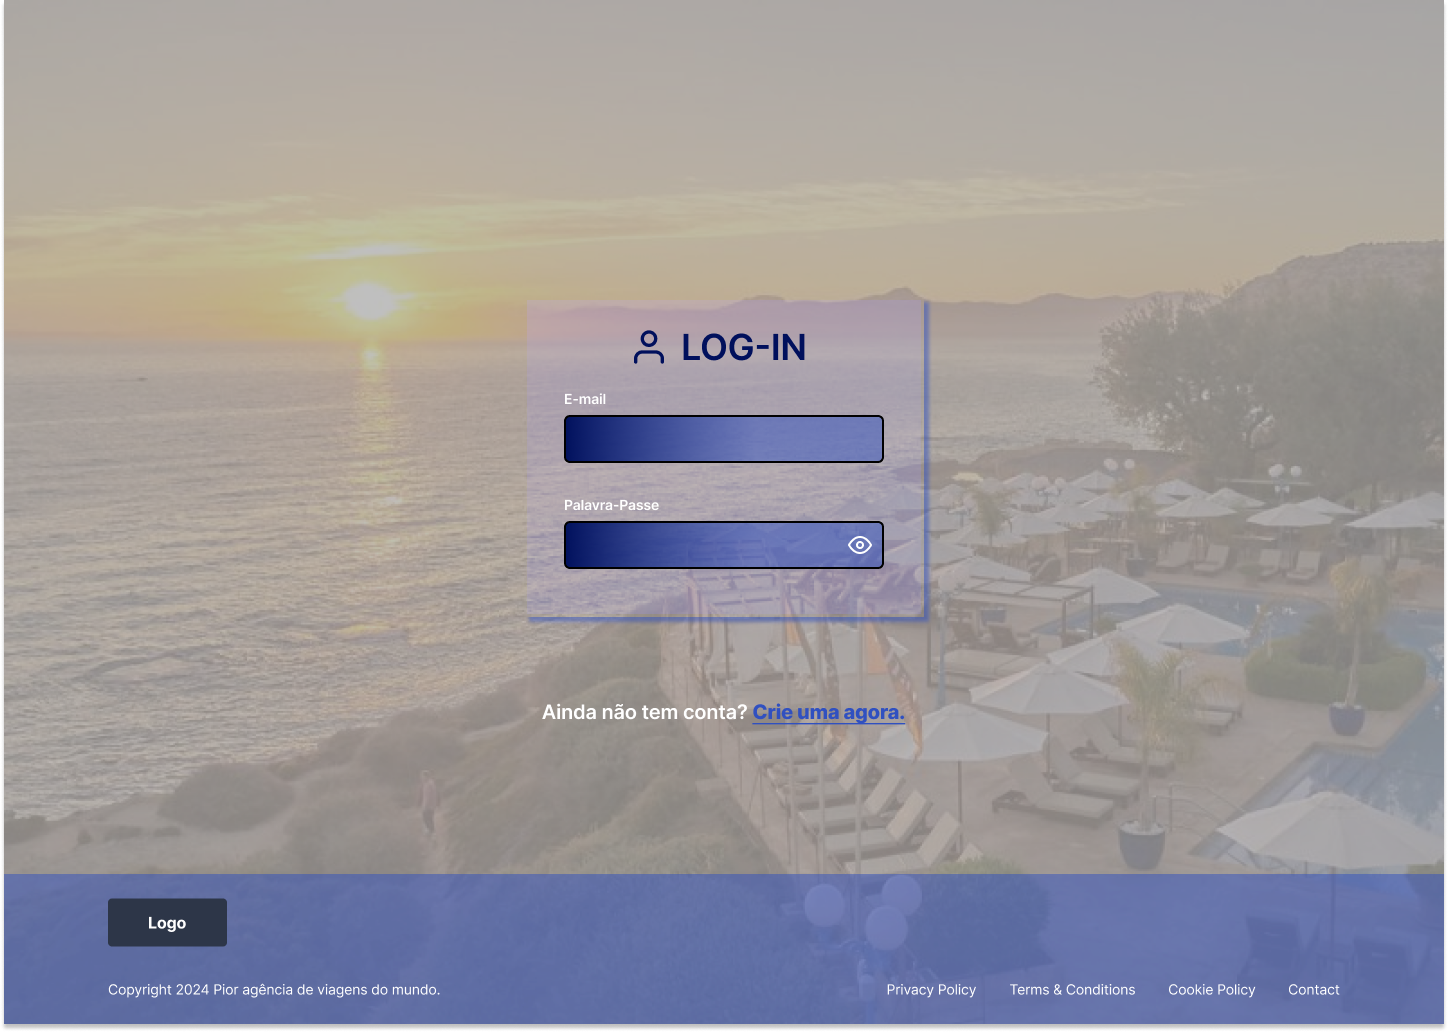 LOG-IN
E-mail
Palavra-Passe
Ainda não tem conta? Crie uma agora.
Logo
Copyright 2024 Pior agência de viagens do mundo.
Privacy Policy Terms & Conditions Cookie Policy Contact